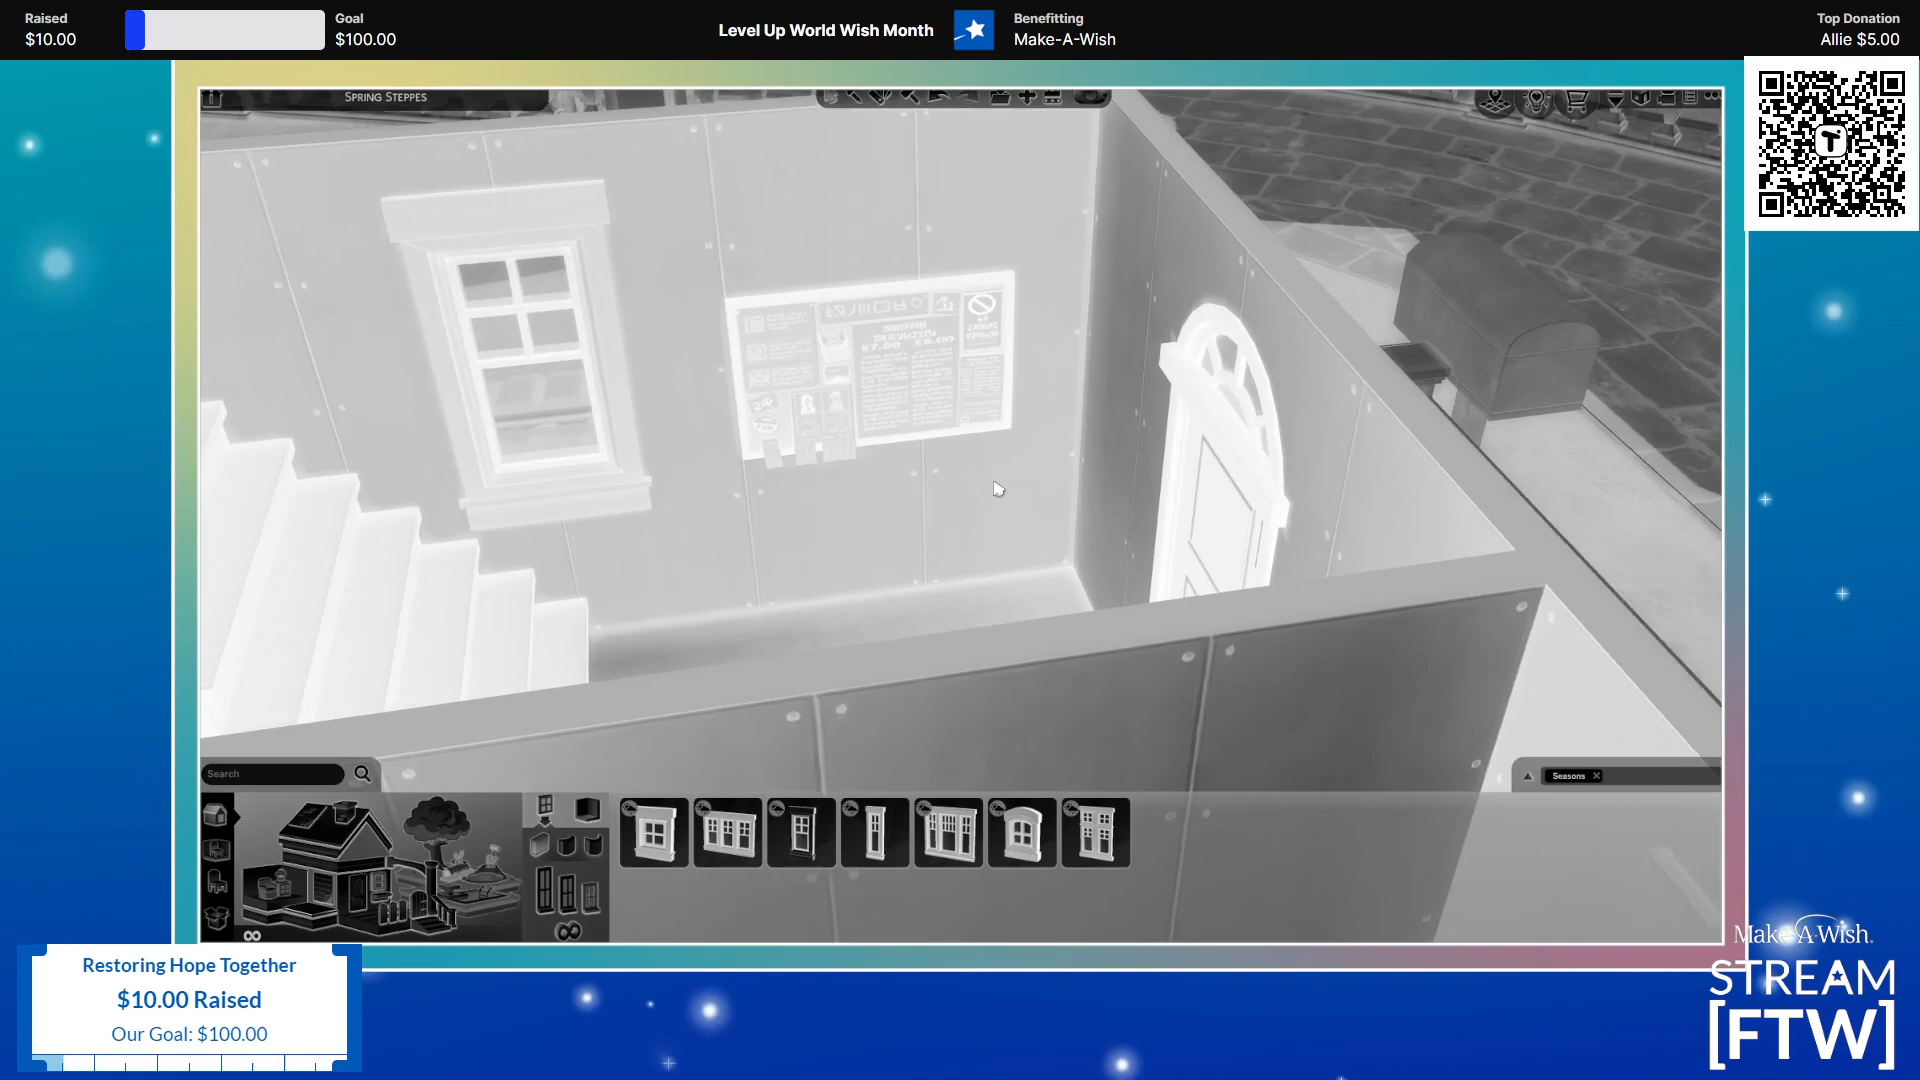 Raised
$10.00
Goal
$100.00
Level Up World Wish Month
Benefitting
Make-A-Wish
Top Donation
Allie $5.00
SPRING STEPPES
Search
Seasons
Restoring Hope Together
$10.00 Raised
Our Goal: $100.00
Make-A-Wish.
STREAM
[FTW]